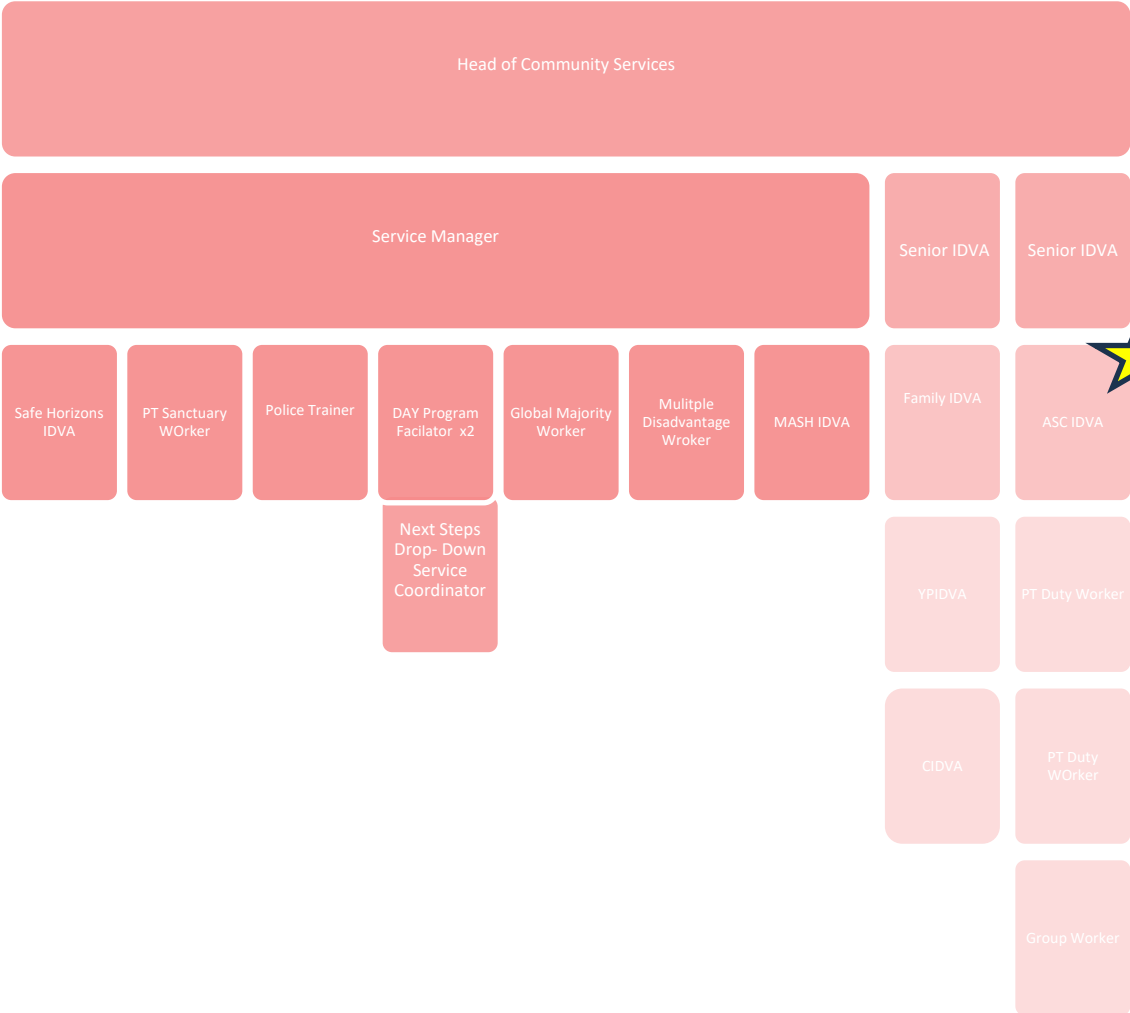 Head of Community Services
Service Manager
Senior IDVA
Senior IDVA
Safe Horizons
IDVA
PT Sanctuary
WOrker
Police Trainer
DAY Program
Facilator x2
Global Majority
Worker
Mulitple
Disadvantage
Wroker
MASH IDVA
Family IDVA
ASC IDVA
Next Steps
Drop- Down
Service
Coordinator
YPIDVA
PT Duty Worker
CIDVA
PT Duty
WOrker
Group Worker